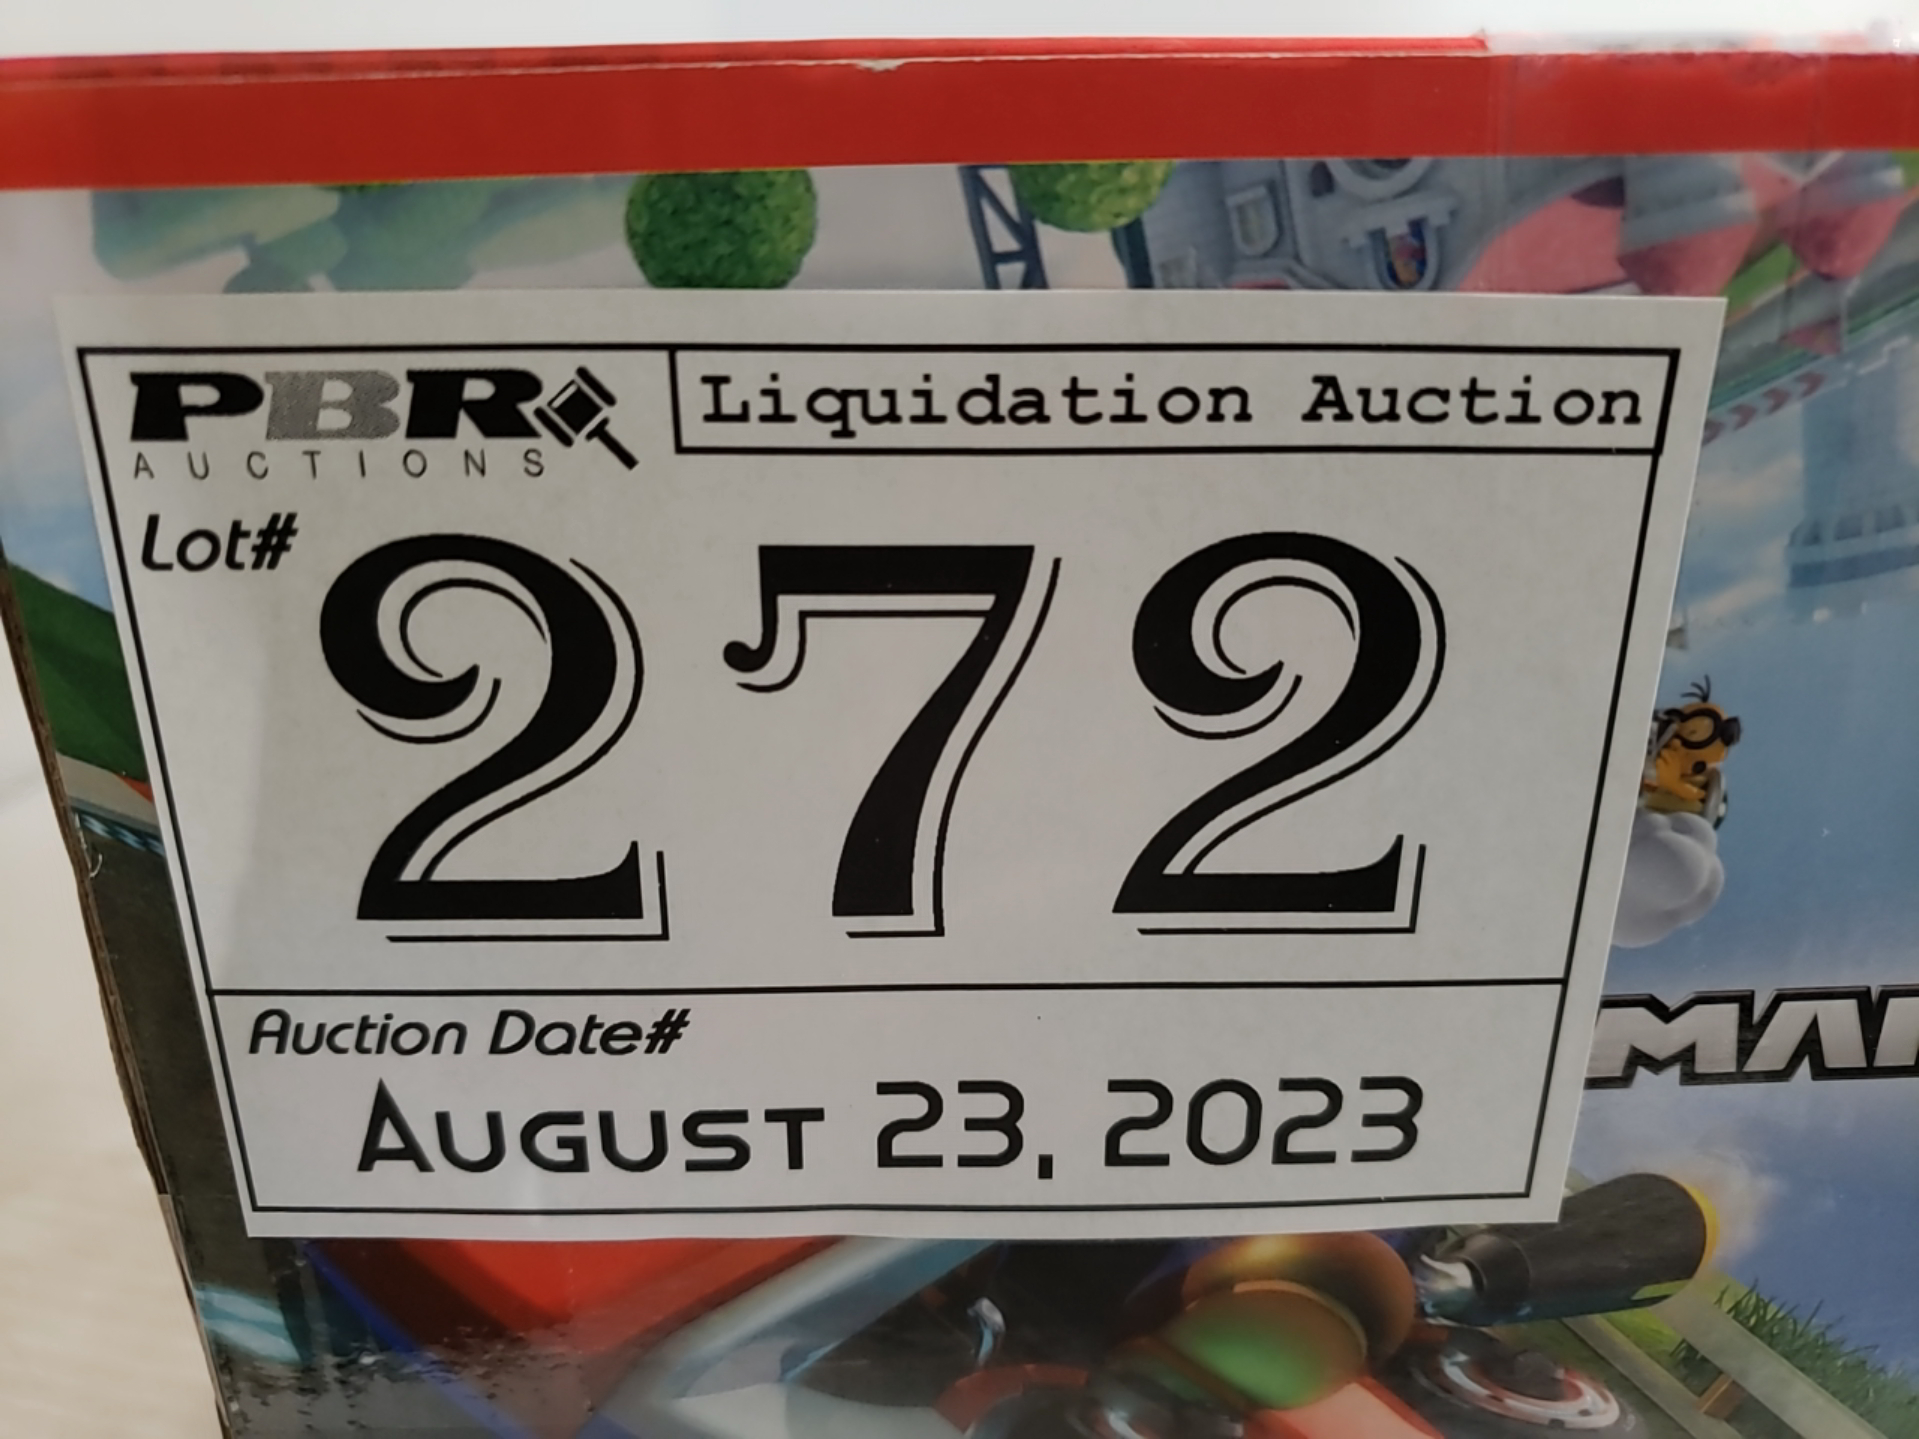 PBR
AUCTIONS
Liquidation Auction
Lot#
272
Auction Date#
August 23, 2023